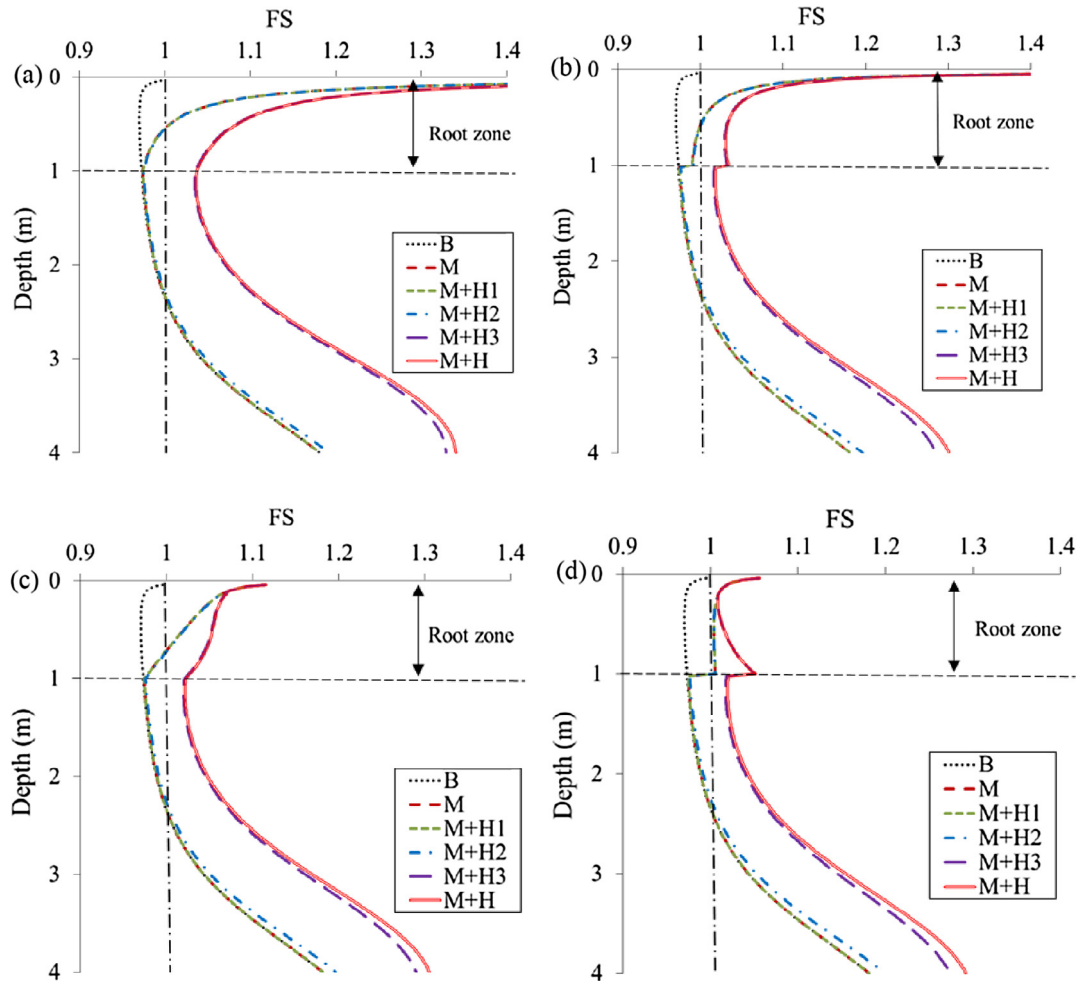 FS
0.9 1 1.1 1.2 1.3 1.4
(a)
0
1
2
3
4
Depth (m)
Root zone
B
M
M+H1
M+H2
M+H3
M+H
FS
0.9 1 1.1 1.2 1.3 1.4
(b)
0
1
2
3
4
Depth (m)
Root zone
B
M
M+H1
M+H2
M+H3
M+H
FS
0.9 1 1.1 1.2 1.3 1.4
(c)
0
1
2
3
4
Depth (m)
Root zone
B
M
M+H1
M+H2
M+H3
M+H
FS
0.9 1 1.1 1.2 1.3 1.4
(d)
0
1
2
3
4
Depth (m)
Root zone
B
M
M+H1
M+H2
M+H3
M+H